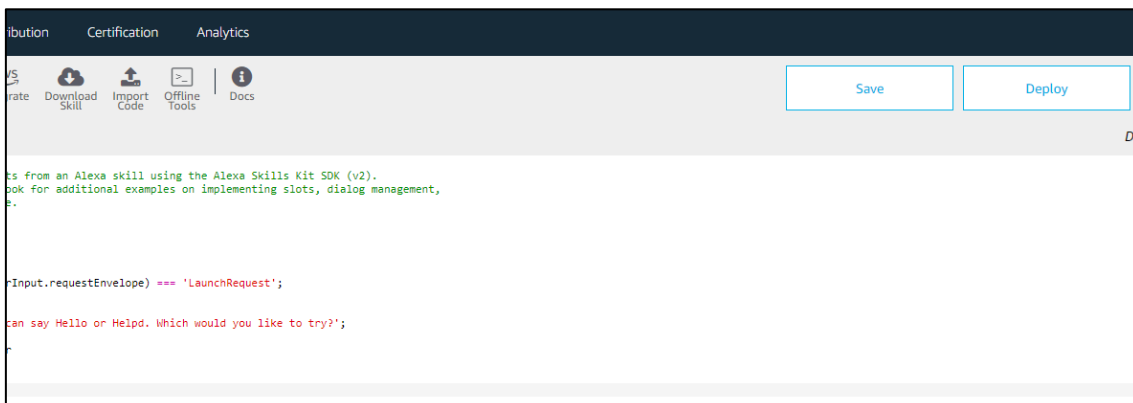 ribution Certification Analytics
rate Download Skill Import Code Offline Tools Docs Save Deploy
D
ts from an Alexa skill using the Alexa Skills Kit SDK (v2).
ook for additional examples on implementing slots, dialog management,
e.
rInput.requestEnvelope) === 'LaunchRequest';
can say Hello or Helpd. Which would you like to try?';
r